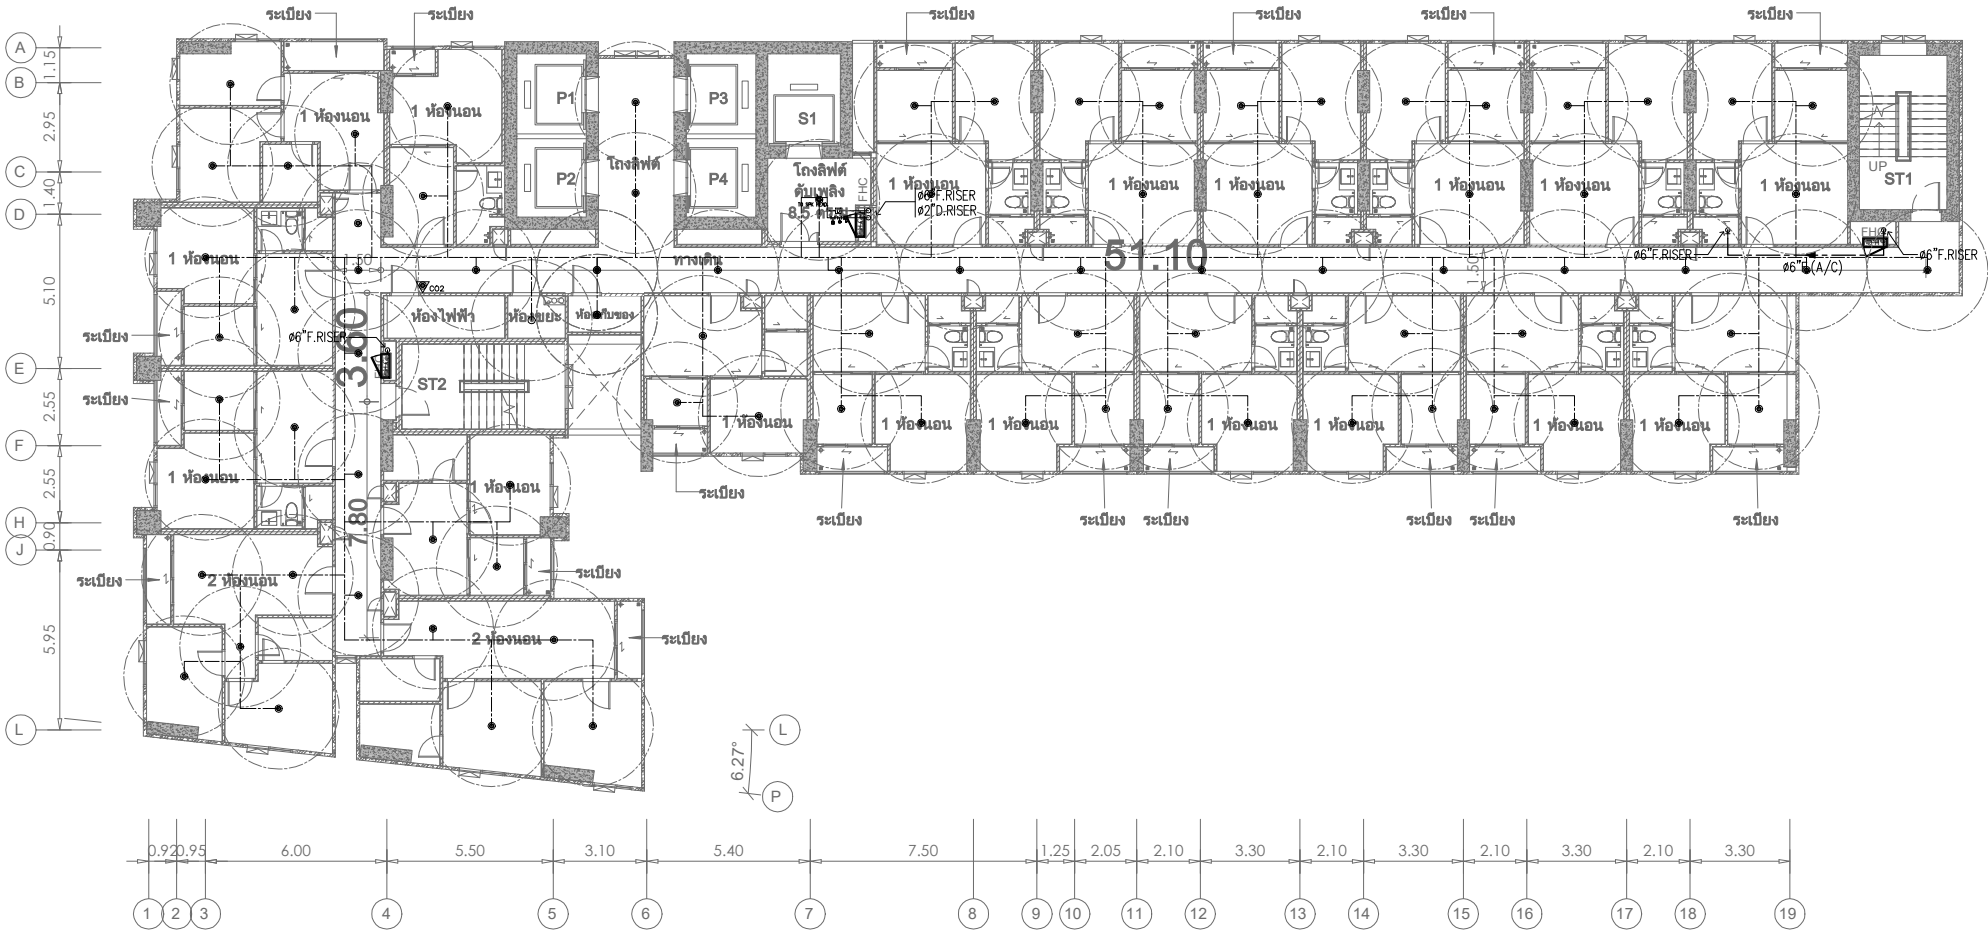 ระเบียง
ระเบียง
ระเบียง
ระเบียง
ระเบียง
ระเบียง
A
1.15
B
2.95
C
1.40
D
5.10
E
2.55
F
2.55
H
0.90
J
5.95
L
P1
P2
P3
P4
S1
1 ห้องนอน
1 ห้องนอน
โถงลิฟต์
โถงลิฟต์
ดับเพลิง
8.5 ตร.ม.
FHC
ø6"F.RISER
ø2"D.RISER
1 ห้องนอน
1 ห้องนอน
1 ห้องนอน
1 ห้องนอน
1 ห้องนอน
1 ห้องนอน
UP
ST1
FHC
ø6"F.RISER
ø6"F.(A/C)
ø6"F.RISER
1 ห้องนอน
1.50
ทางเดิน
51.10
1.50
CO2
ห้องไฟฟ้า
ห้องขยะ
ห้องเก็บของ
ระเบียง
ø6"F.RISER
3.60
ST2
ระเบียง
1 ห้องนอน
1 ห้องนอน
1 ห้องนอน
1 ห้องนอน
1 ห้องนอน
1 ห้องนอน
1 ห้องนอน
1 ห้องนอน
1 ห้องนอน
ระเบียง
ระเบียง
ระเบียง
ระเบียง
ระเบียง
ระเบียง
ระเบียง
7.80
2 ห้องนอน
ระเบียง
ระเบียง
2 ห้องนอน
ระเบียง
L
6.27°
P
0.92
0.95
6.00
5.50
3.10
5.40
7.50
1.25
2.05
2.10
3.30
2.10
3.30
2.10
3.30
2.10
3.30
1
2
3
4
5
6
7
8
9
10
11
12
13
14
15
16
17
18
19